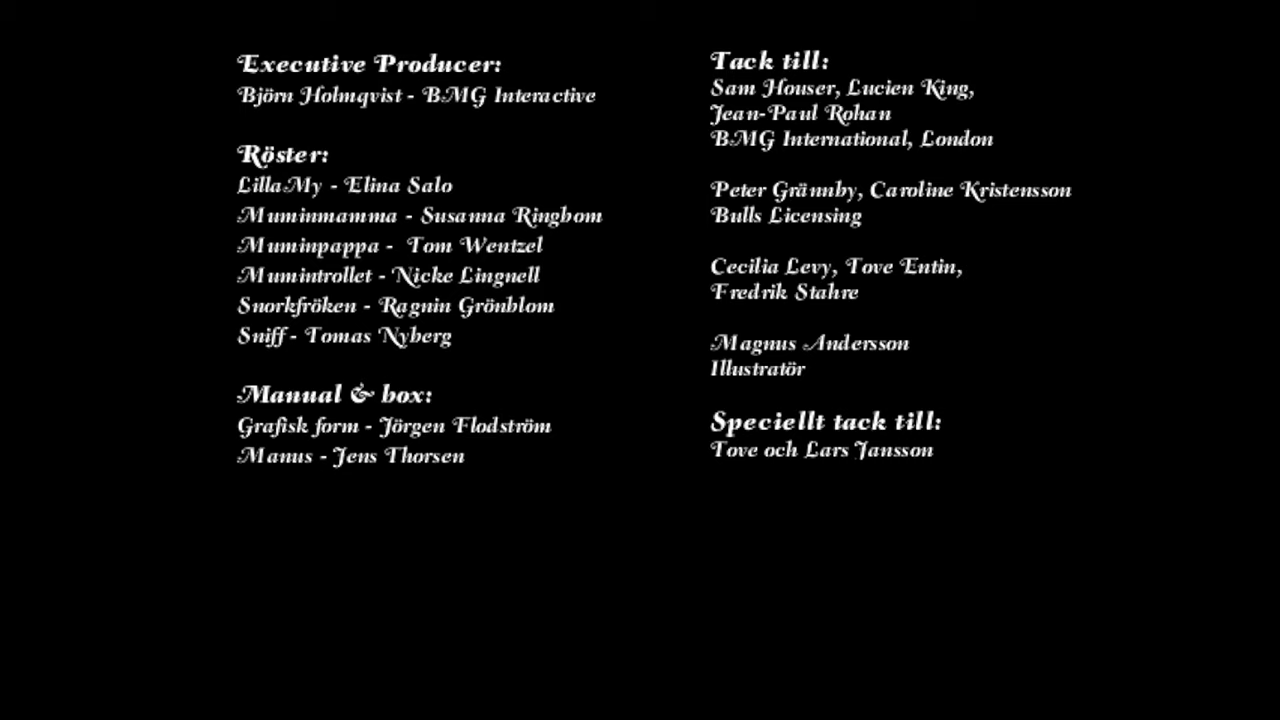 Executive Producer:
Björn Holmqvist - BMG Interactive
Röster:
LillaMy - Elina Salo
Muminmamma - Susanna Ringbom
Muminpappa - Tom Wentzel
Mumintrollet - Nicke Lingnell
Snorkfröken - Ragnin Grönblom
Sniff - Tomas Nyberg
Manual & box:
Grafisk form - Jörgen Flodström
Manus - Jens Thorsen
Tack till:
Sam Houser, Lucien King,
Jean-Paul Rohan
BMG International, London
Peter Grännby, Caroline Kristensson
Bulls Licensing
Cecilia Levy, Tove Entin,
Fredrik Stahre
Magnus Andersson
Illustratör
Speciellt tack till:
Tove och Lars Jansson